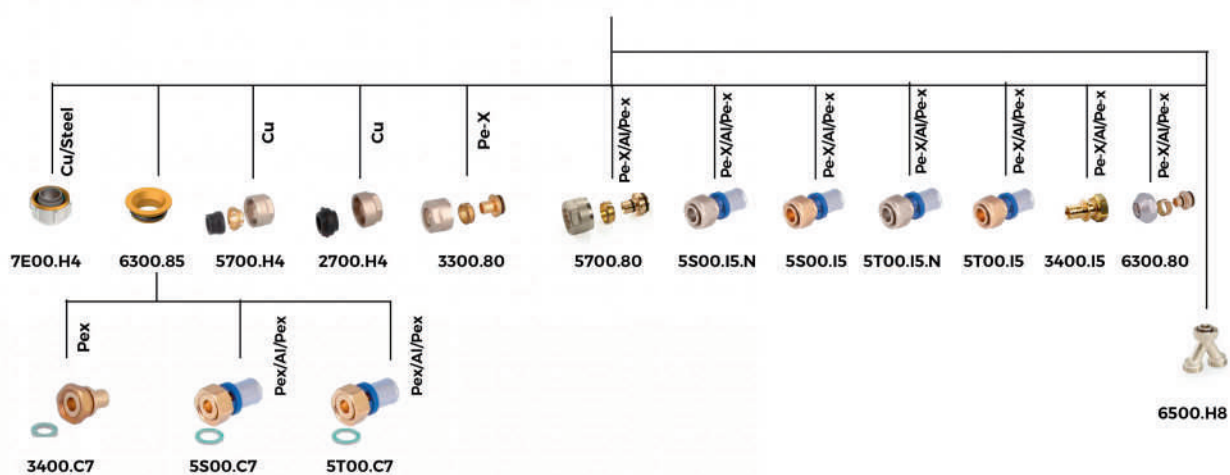 Cu/Steel
Cu
Cu
Pe-X
Pe-X/Al/Pe-x
Pe-X/Al/Pe-x
Pe-X/Al/Pe-x
Pe-X/Al/Pe-x
Pe-X/Al/Pe-x
Pe-X/Al/Pe-x
Pe-X/Al/Pe-x
7E00.H4
6300.85
5700.H4
2700.H4
3300.80
5700.80
5S00.I5.N
5S00.I5
5T00.I5.N
5T00.I5
3400.I5
6300.80
Pex
Pex/Al/Pex
Pex/Al/Pex
6500.H8
3400.C7
5S00.C7
5T00.C7